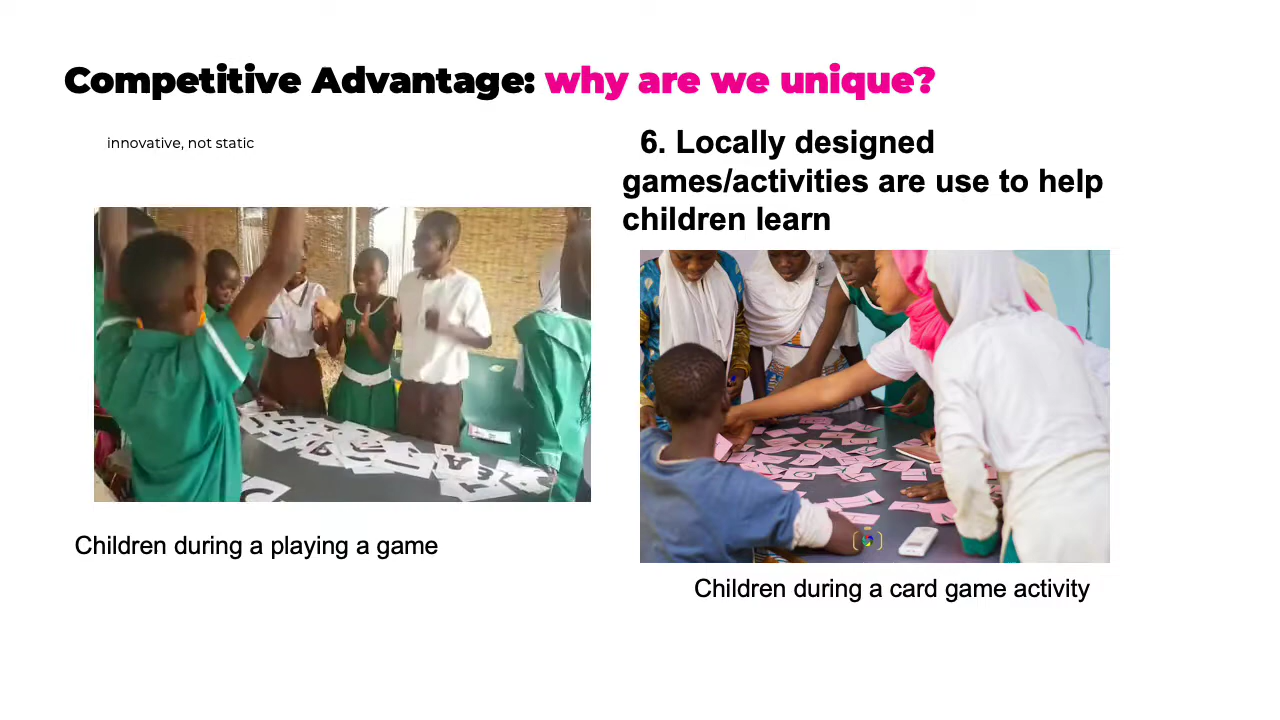 Competitive Advantage: why are we unique?
innovative, not static
6. Locally designed
games/activities are use to help
children learn
Children during a playing a game
Children during a card game activity